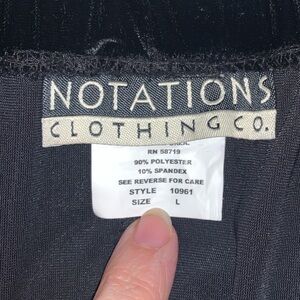 NOTATIONS
CLOTHING CO.
RN 58719
90% POLYESTER
10% SPANDEX
SEE REVERSE FOR CARE
STYLE 10961
SIZE L